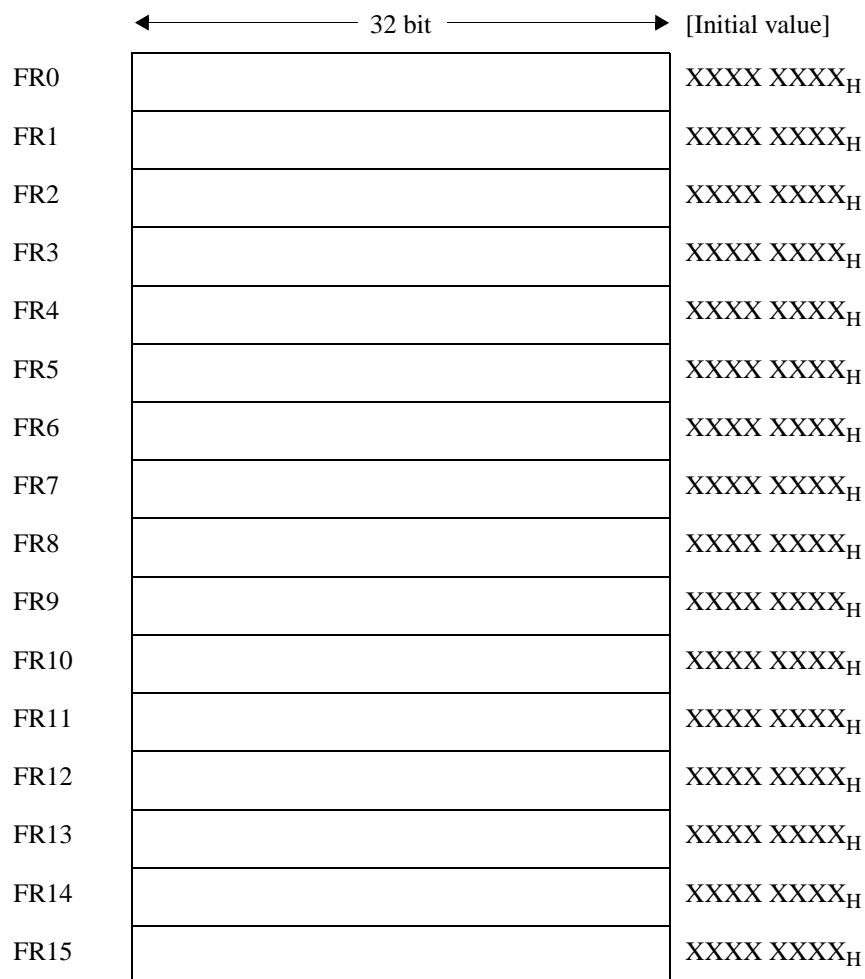 32 bit [Initial value]
FR0 XXXX XXXXH
FR1 XXXX XXXXH
FR2 XXXX XXXXH
FR3 XXXX XXXXH
FR4 XXXX XXXXH
FR5 XXXX XXXXH
FR6 XXXX XXXXH
FR7 XXXX XXXXH
FR8 XXXX XXXXH
FR9 XXXX XXXXH
FR10 XXXX XXXXH
FR11 XXXX XXXXH
FR12 XXXX XXXXH
FR13 XXXX XXXXH
FR14 XXXX XXXXH
FR15 XXXX XXXXH